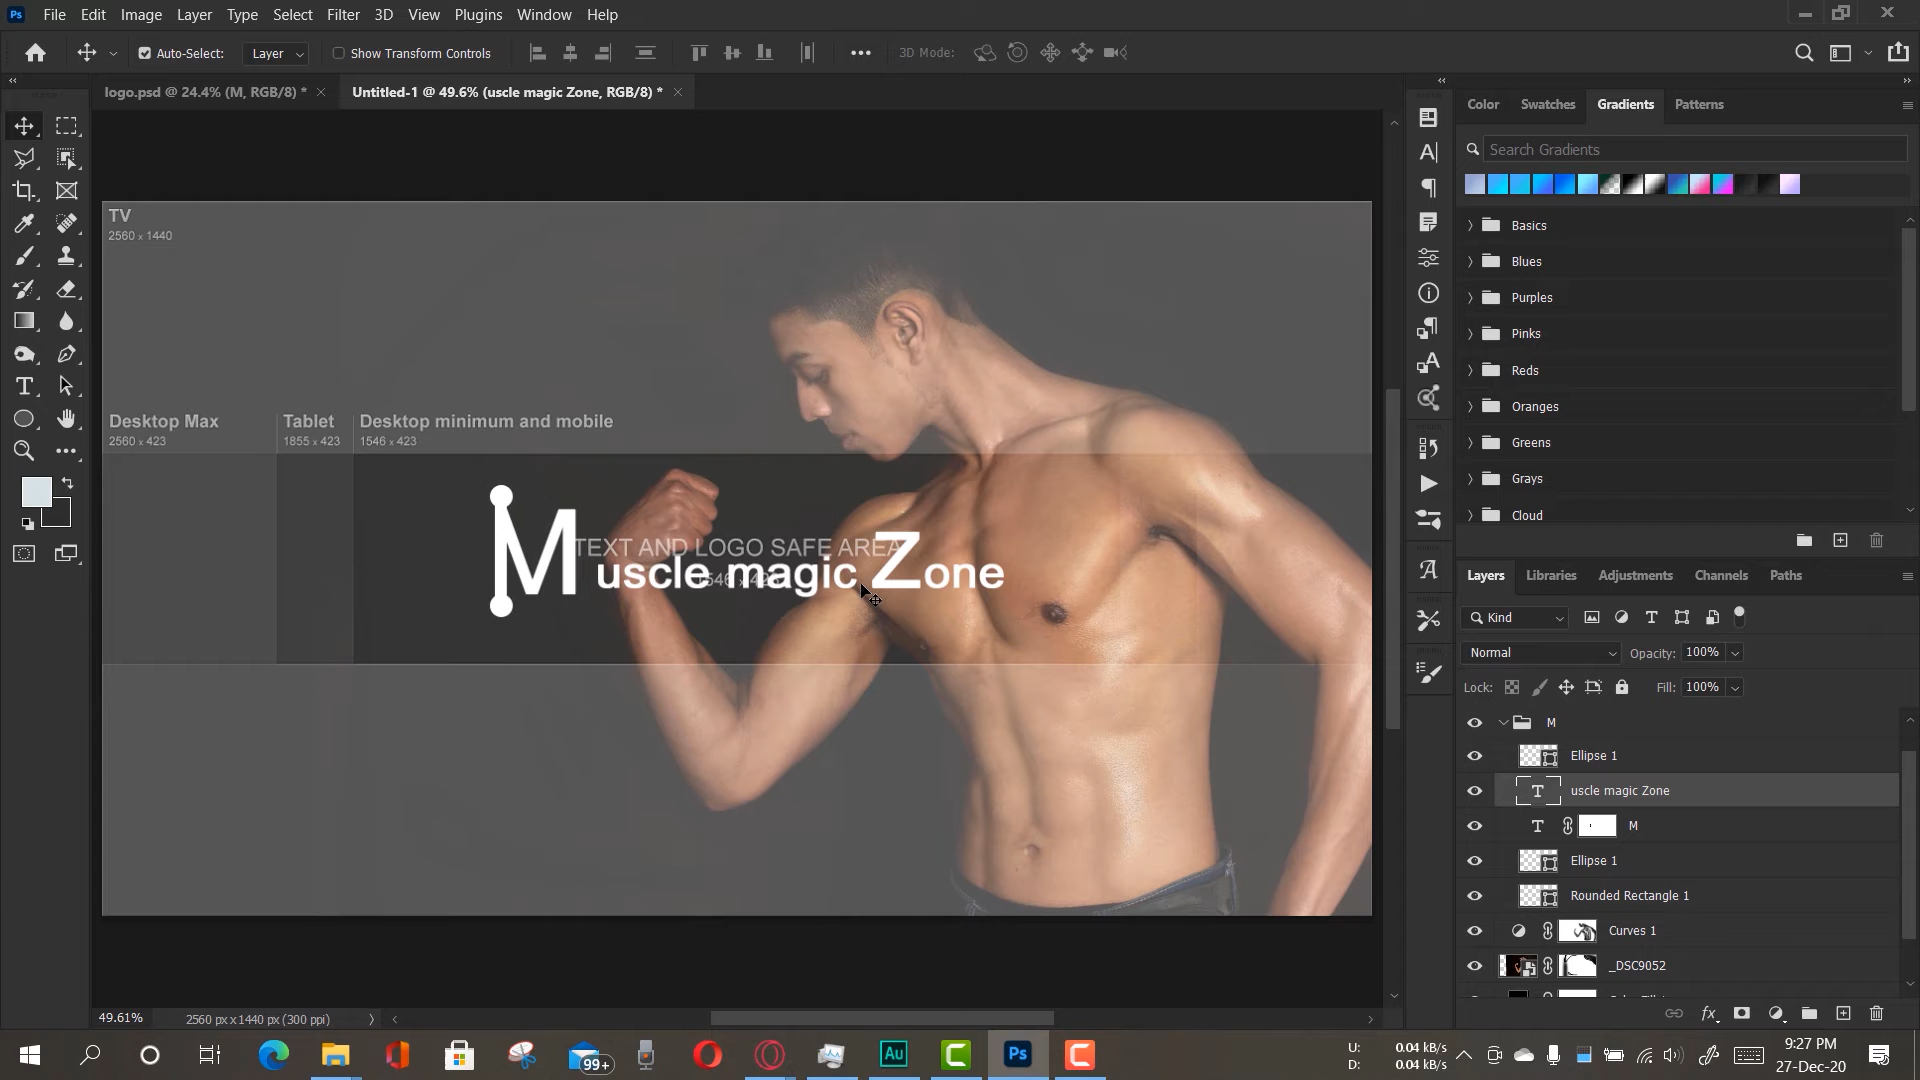 Ps File Edit Image Layer Type Select Filter 3D View Plugins Window Help
Auto-Select: Layer Show Transform Controls 3D Mode:
logo.psd @ 24.4% (M, RGB/8) * Untitled-1 @ 49.6% (uscle magic Zone, RGB/8) *
Color Swatches Gradients Patterns
Search Gradients
Basics
Blues
Purples
Pinks
Reds
Oranges
Greens
Grays
Cloud
TV
2560 x 1440
Desktop Max Tablet Desktop minimum and mobile
2560 x 423 1855 x 423 1546 x 423
TEXT AND LOGO SAFE AREA
M uscle magic Zone
Layers Libraries Adjustments Channels Paths
Kind
Normal Opacity: 100%
Lock: Fill: 100%
M
Ellipse 1
T uscle magic Zone
T M
Ellipse 1
Rounded Rectangle 1
Curves 1
_DSC9052
49.61% 2560 px x 1440 px (300 ppi)
99+ Au Ps
U: 0.04 kB/s
D: 0.04 kB/s
9:27 PM
27-Dec-20